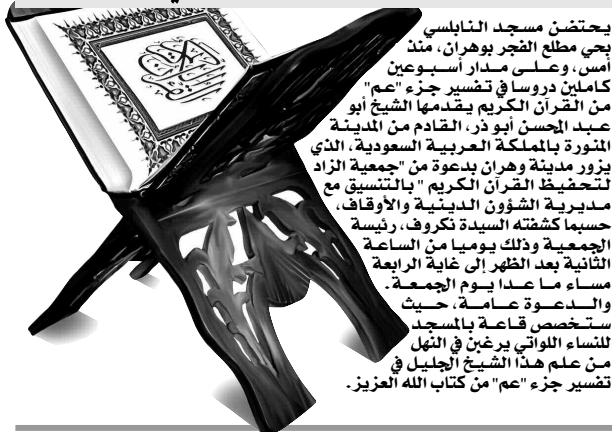 يحتضن مسجد النابلسي
بحي مطلع الفجر بوهران، منذ
أمس، وعلى مدار أسبوعين
كاملين دروسا في تفسير جزء "عم"
من القرآن الكريم يقدمها الشيخ أبو
عبد المحسن أبو ذر، القادم من المدينة
المنورة بالمملكة العربية السعودية، الذي
يزور مدينة وهران بدعوة من "جمعية الزاد
لتحفيظ القرآن الكريم " بالتنسيق مع
مديرية الشؤون الدينية والأوقاف،
حسبما كشفته السيدة نكروف، رئيسة
الجمعية وذلك يوميا من الساعة
الثانية بعد الظهر إلى غاية الرابعة
مساء ما عدا يوم الجمعة.
والدعوة عامة، حيث
ستخصص قاعة بالمسجد
للنساء اللواتي يرغبن في النهل
من علم هذا الشيخ الجليل في
تفسير جزء "عم" من كتاب الله العزيز.